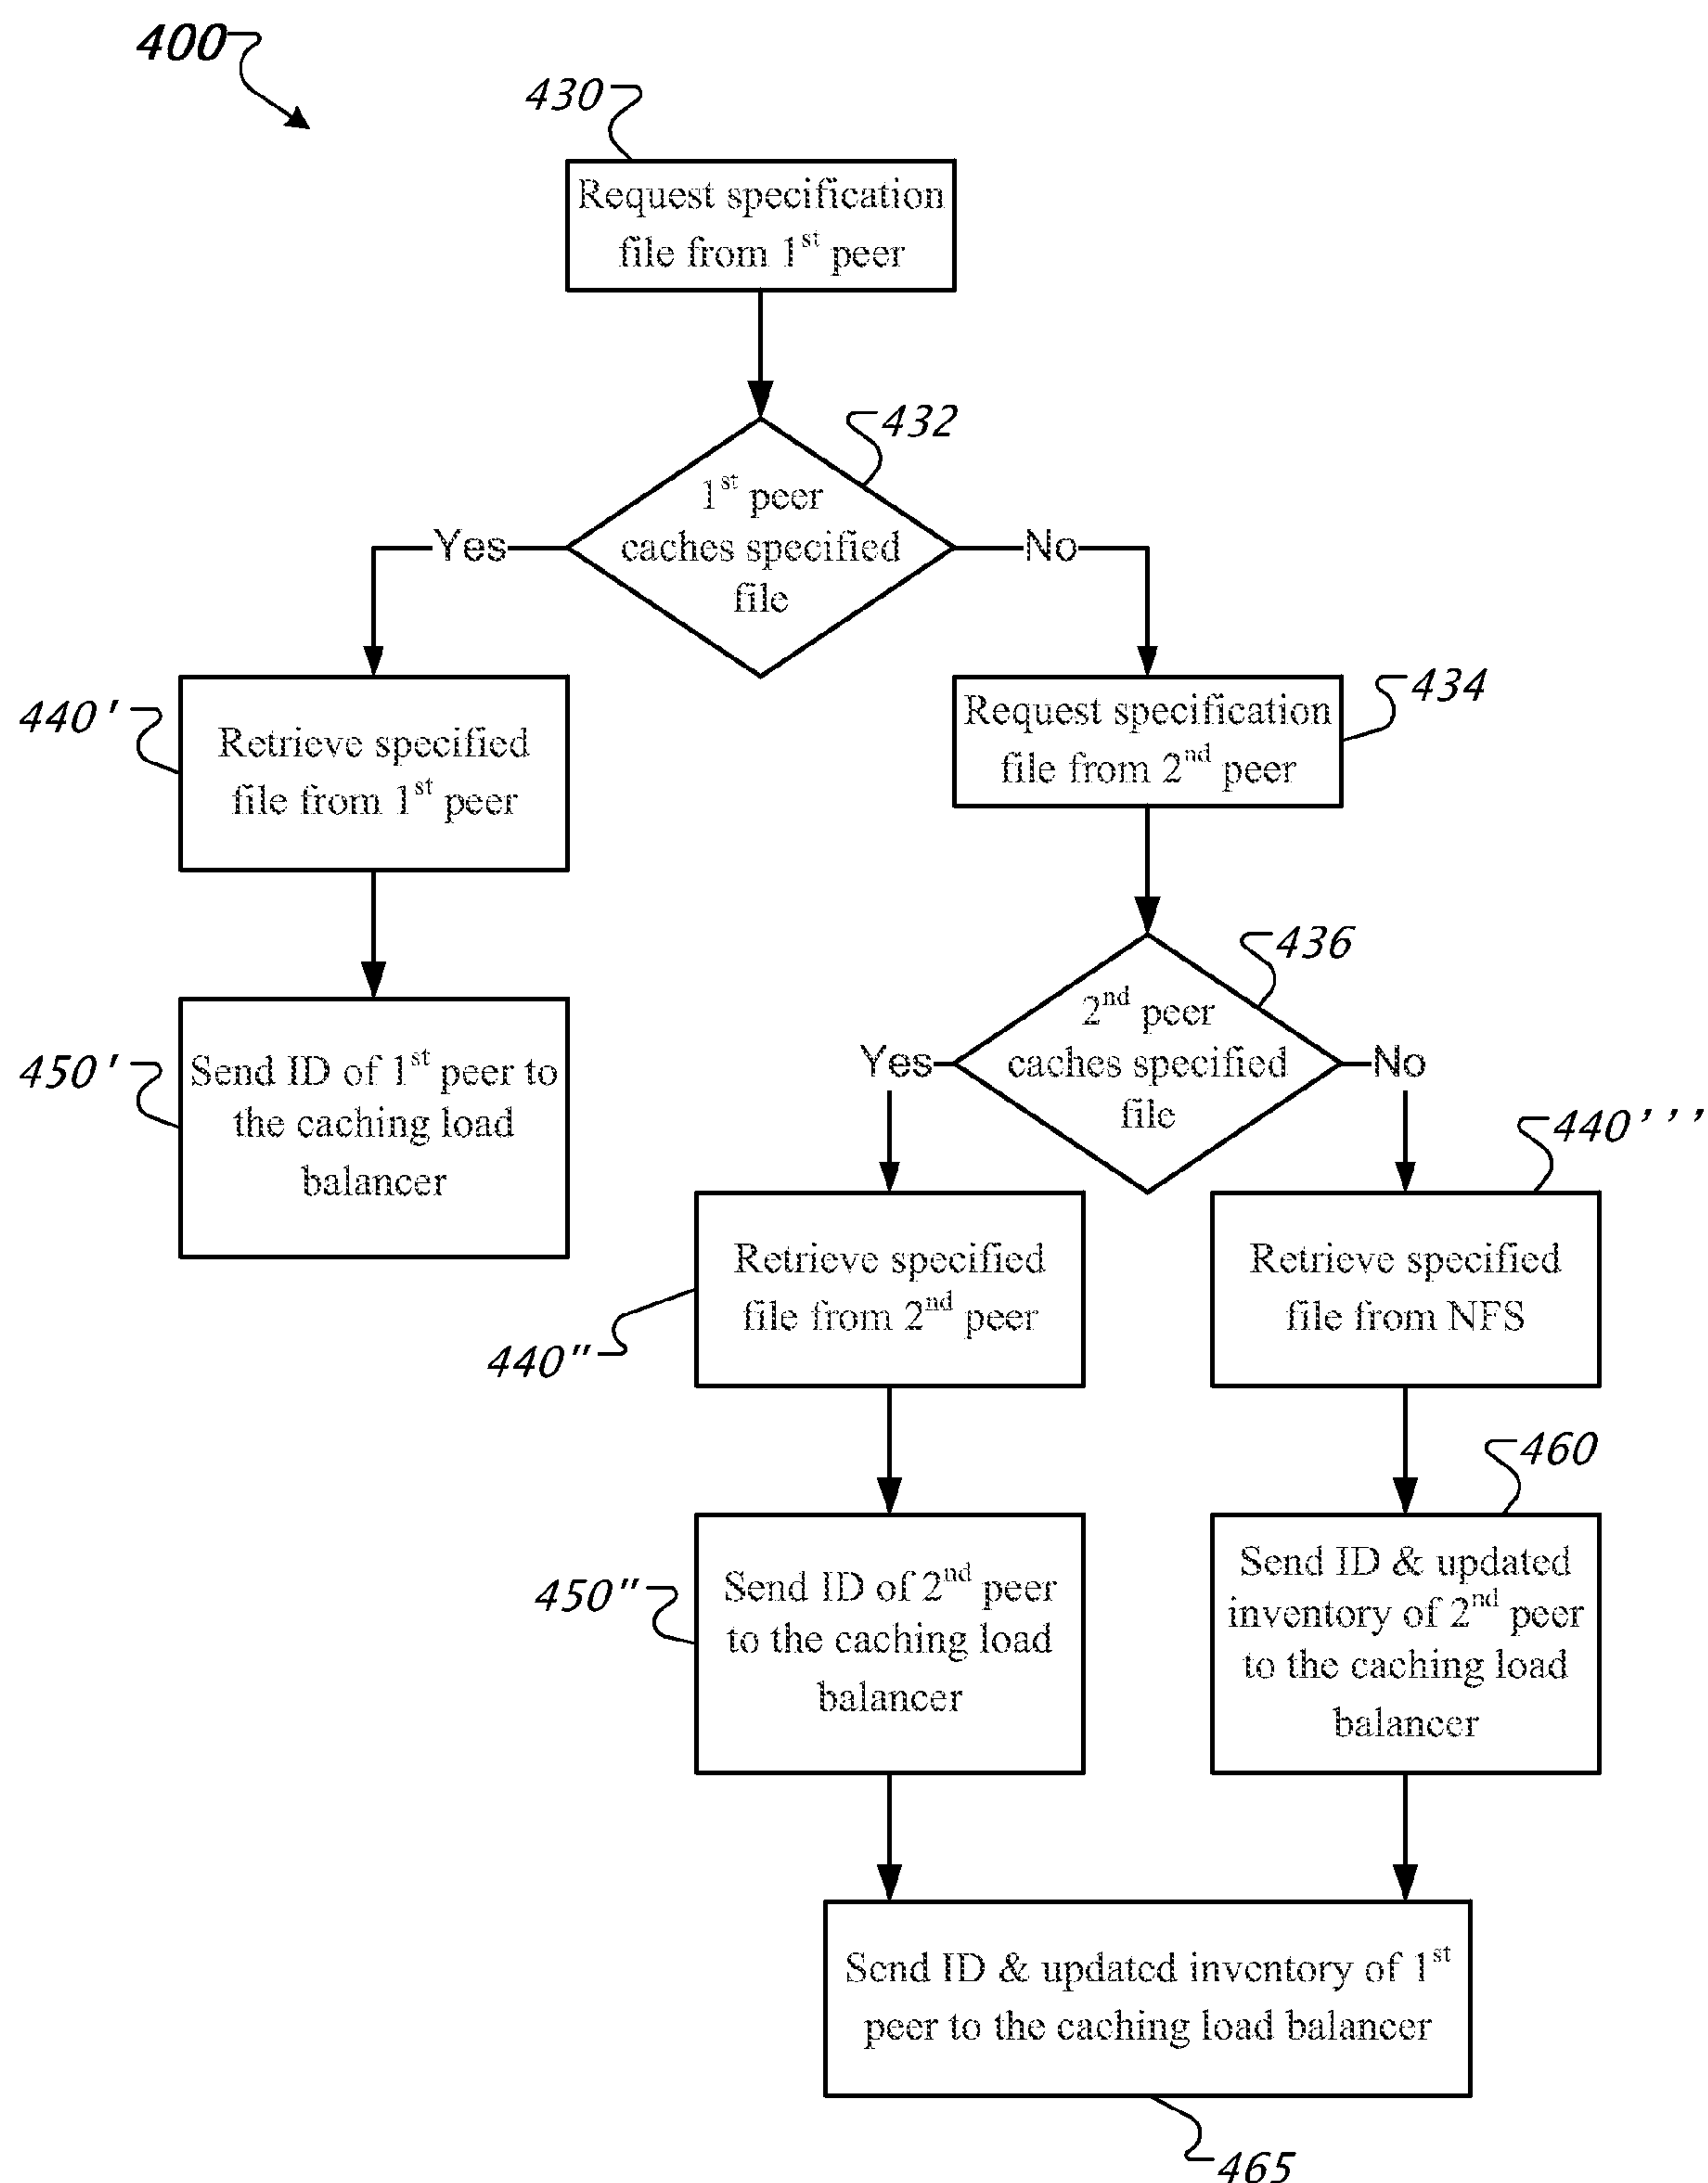 400
430
Request specification
file from 1st peer
432
1st peer
caches specified
file
Yes
No
440'
Retrieve specified
file from 1st peer
434
Request specification
file from 2nd peer
450'
Send ID of 1st peer to
the caching load
balancer
436
2nd peer
caches specified
file
Yes
No
440'''
Retrieve specified
file from 2nd peer
440"
Retrieve specified
file from NFS
460
450"
Send ID of 2nd peer
to the caching load
balancer
Send ID & updated
inventory of 2nd peer
to the caching load
balancer
Send ID & updated inventory of 1st
peer to the caching load balancer
465